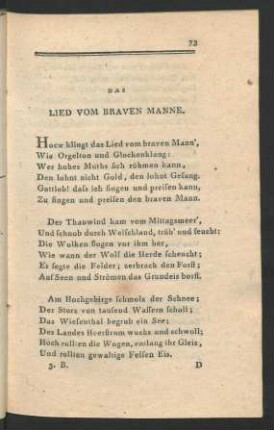 73
DAS
LIED VOM BRAVEN MANNE.
Hoch klingt das Lied vom braven Mann',
Wie Orgelton und Glockenklang:
Wer hohes Muths ſich rühmen kann,
Den lohnt nicht Gold, den lohnt Geſang.
Gottlob! daſs ich ſingen und preiſen kann,
Zu ſingen und preiſen den braven Mann.
Der Thauwind kam vom Mittagsmeer',
Und ſchnob durch Welſchland, trüb' und feucht:
Die Wolken flogen vor ihm her,
Wie wann der Wolf die Herde ſcheucht;
Er fegte die Felder; zerbrach den Forſt;
Auf Seen und Strömen das Grundeis borſt.
Am Hochgebirge ſchmolz der Schnee;
Der Sturz von tauſend Waſſern ſcholl;
Das Wieſenthal begrub ein See;
Des Landes Heerſtrom wuchs und ſchwoll;
Hoch rollten die Wogen, entlang ihr Gleis,
Und rollten gewaltige Felſen Eis.
3. B. D